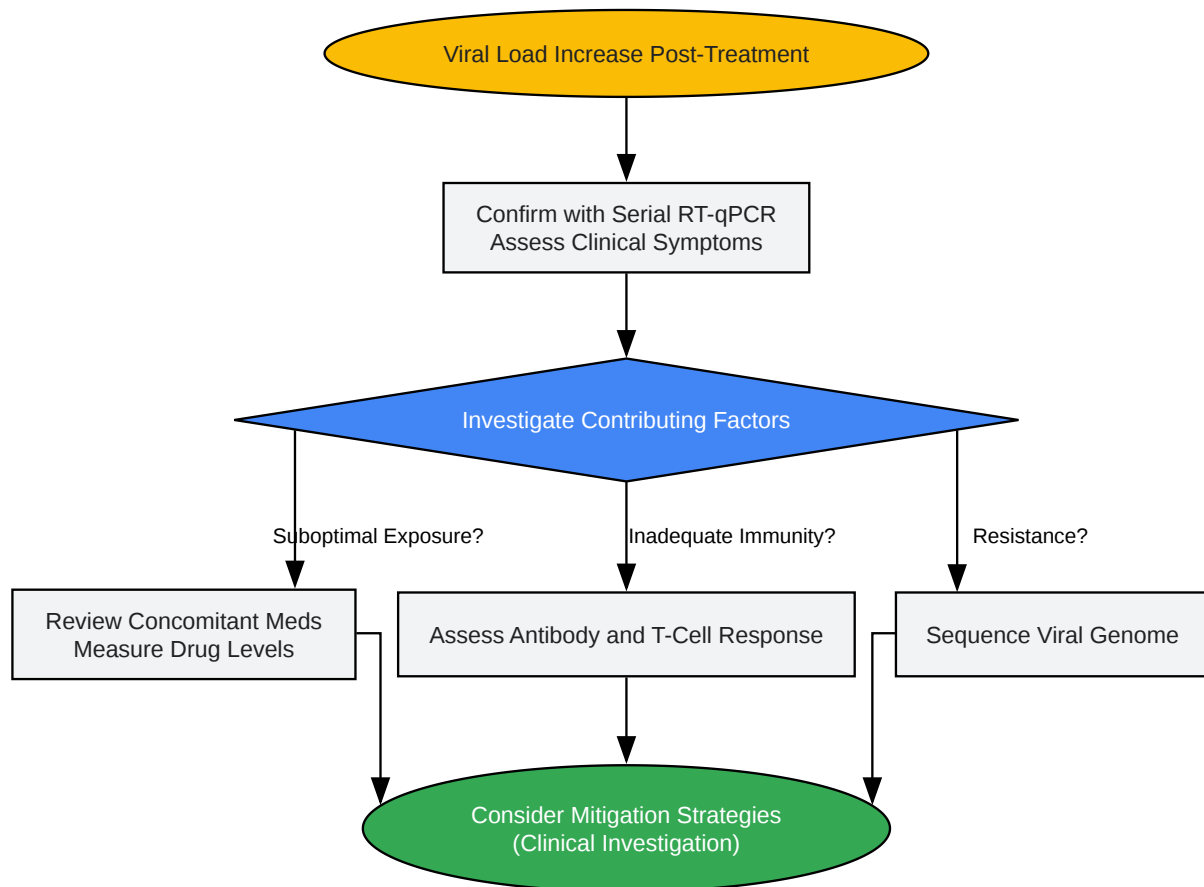 Viral Load Increase Post-Treatment
Confirm with Serial RT-qPCR
Assess Clinical Symptoms
Investigate Contributing Factors
Suboptimal Exposure?
Inadequate Immunity?
Resistance?
Review Concomitant Meds
Measure Drug Levels
Assess Antibody and T-Cell Response
Sequence Viral Genome
Consider Mitigation Strategies
(Clinical Investigation)